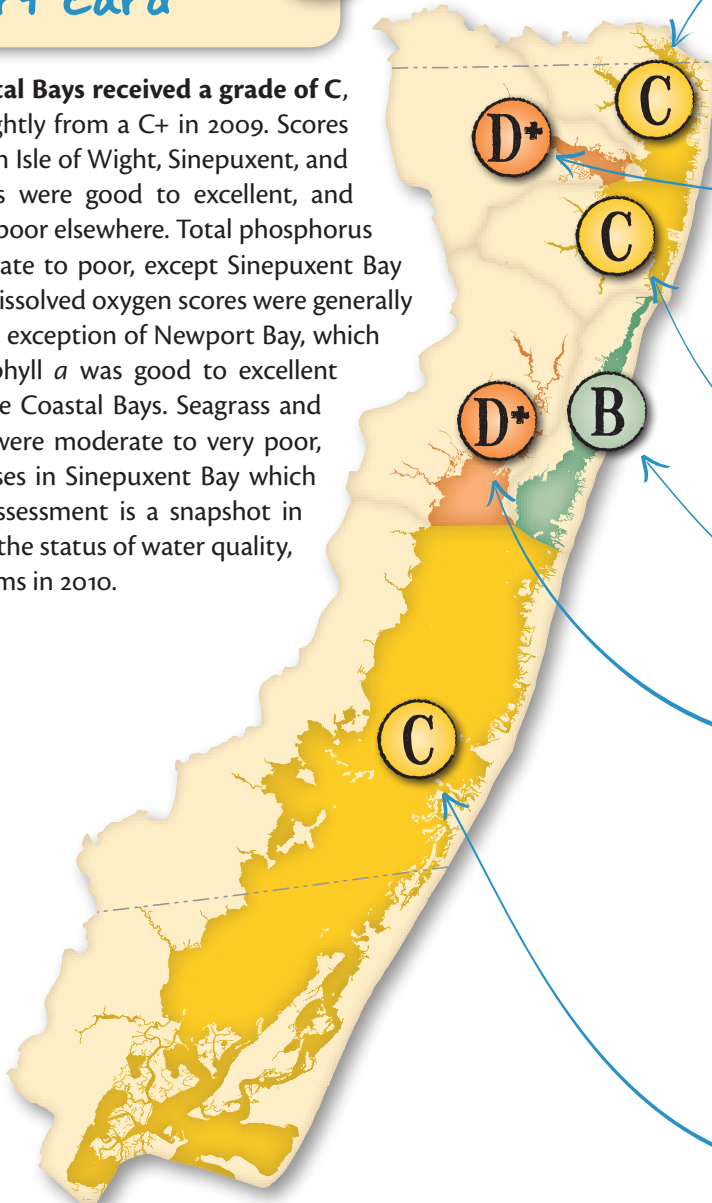 Card
tal Bays received a grade of C,
ghtly from a C+ in 2009. Scores
n Isle of Wight, Sinepuxent, and
s were good to excellent, and
poor elsewhere. Total phosphorus
ate to poor, except Sinepuxent Bay
issolved oxygen scores were generally
exception of Newport Bay, which
phyll a was good to excellent
e Coastal Bays. Seagrass and
were moderate to very poor,
ses in Sinepuxent Bay which
ssessment is a snapshot in
the status of water quality,
ms in 2010.
C
D+
C
B
D+
C